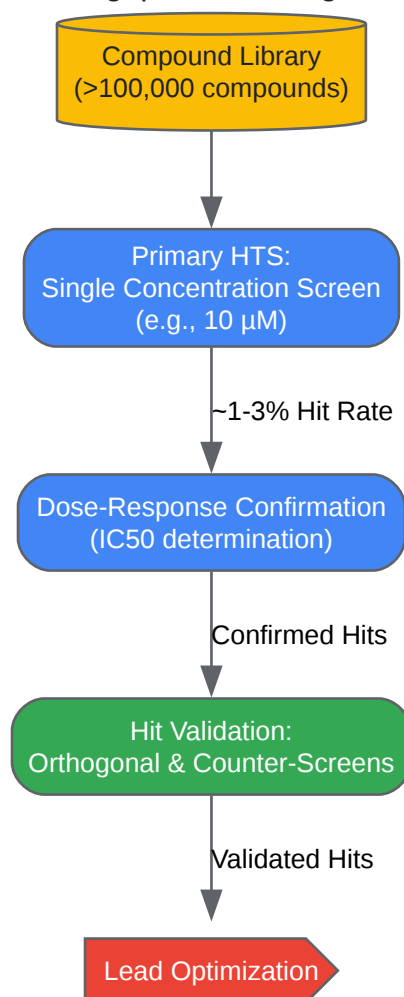 Compound Library
(>100,000 compounds)
Primary HTS:
Single Concentration Screen
(e.g., 10 µM)
~1-3% Hit Rate
Dose-Response Confirmation
(IC50 determination)
Confirmed Hits
Hit Validation:
Orthogonal & Counter-Screens
Validated Hits
Lead Optimization